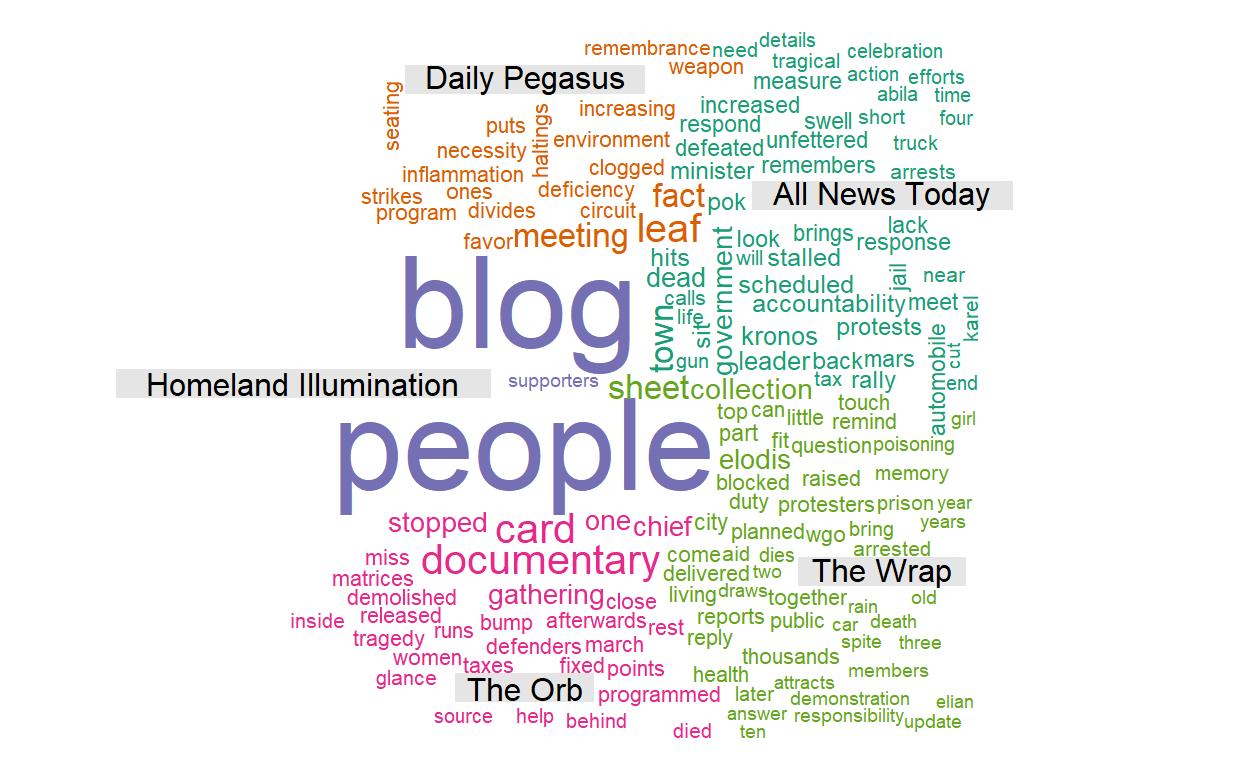 remembrance need details
weapon tragical celebration
Daily Pegasus measure action efforts
seating increasing increased abila time
puts haltings environment respond swell short four
necessity clogged defeated unfettered truck
inflammation deficiency minister remembers arrests
strikes ones fact pok All News Today
program divides circuit
favor meeting leaf look brings lack
response
hits will stalled
dead government scheduled jail near
blog calls accountability meet
life town sit kronos protests karel
gun leader back mars automobile cut
Homeland Illumination supporters sheet collection tax rally end
people top can little touch
part fit question remind girl
elodis poisoning
blocked raised memory
duty protesters prison year
stopped card one chief city planned wgo bring years
miss documentary come aid dies arrested
matrices delivered two The Wrap
demolished gathering close living draws together rain old
inside released bump afterwards rest reports public car death
tragedy runs defenders march reply spite three
women taxes fixed points thousands
glance The Orb programmed health attracts members
later demonstration elian
source help behind answer responsibility update
died ten